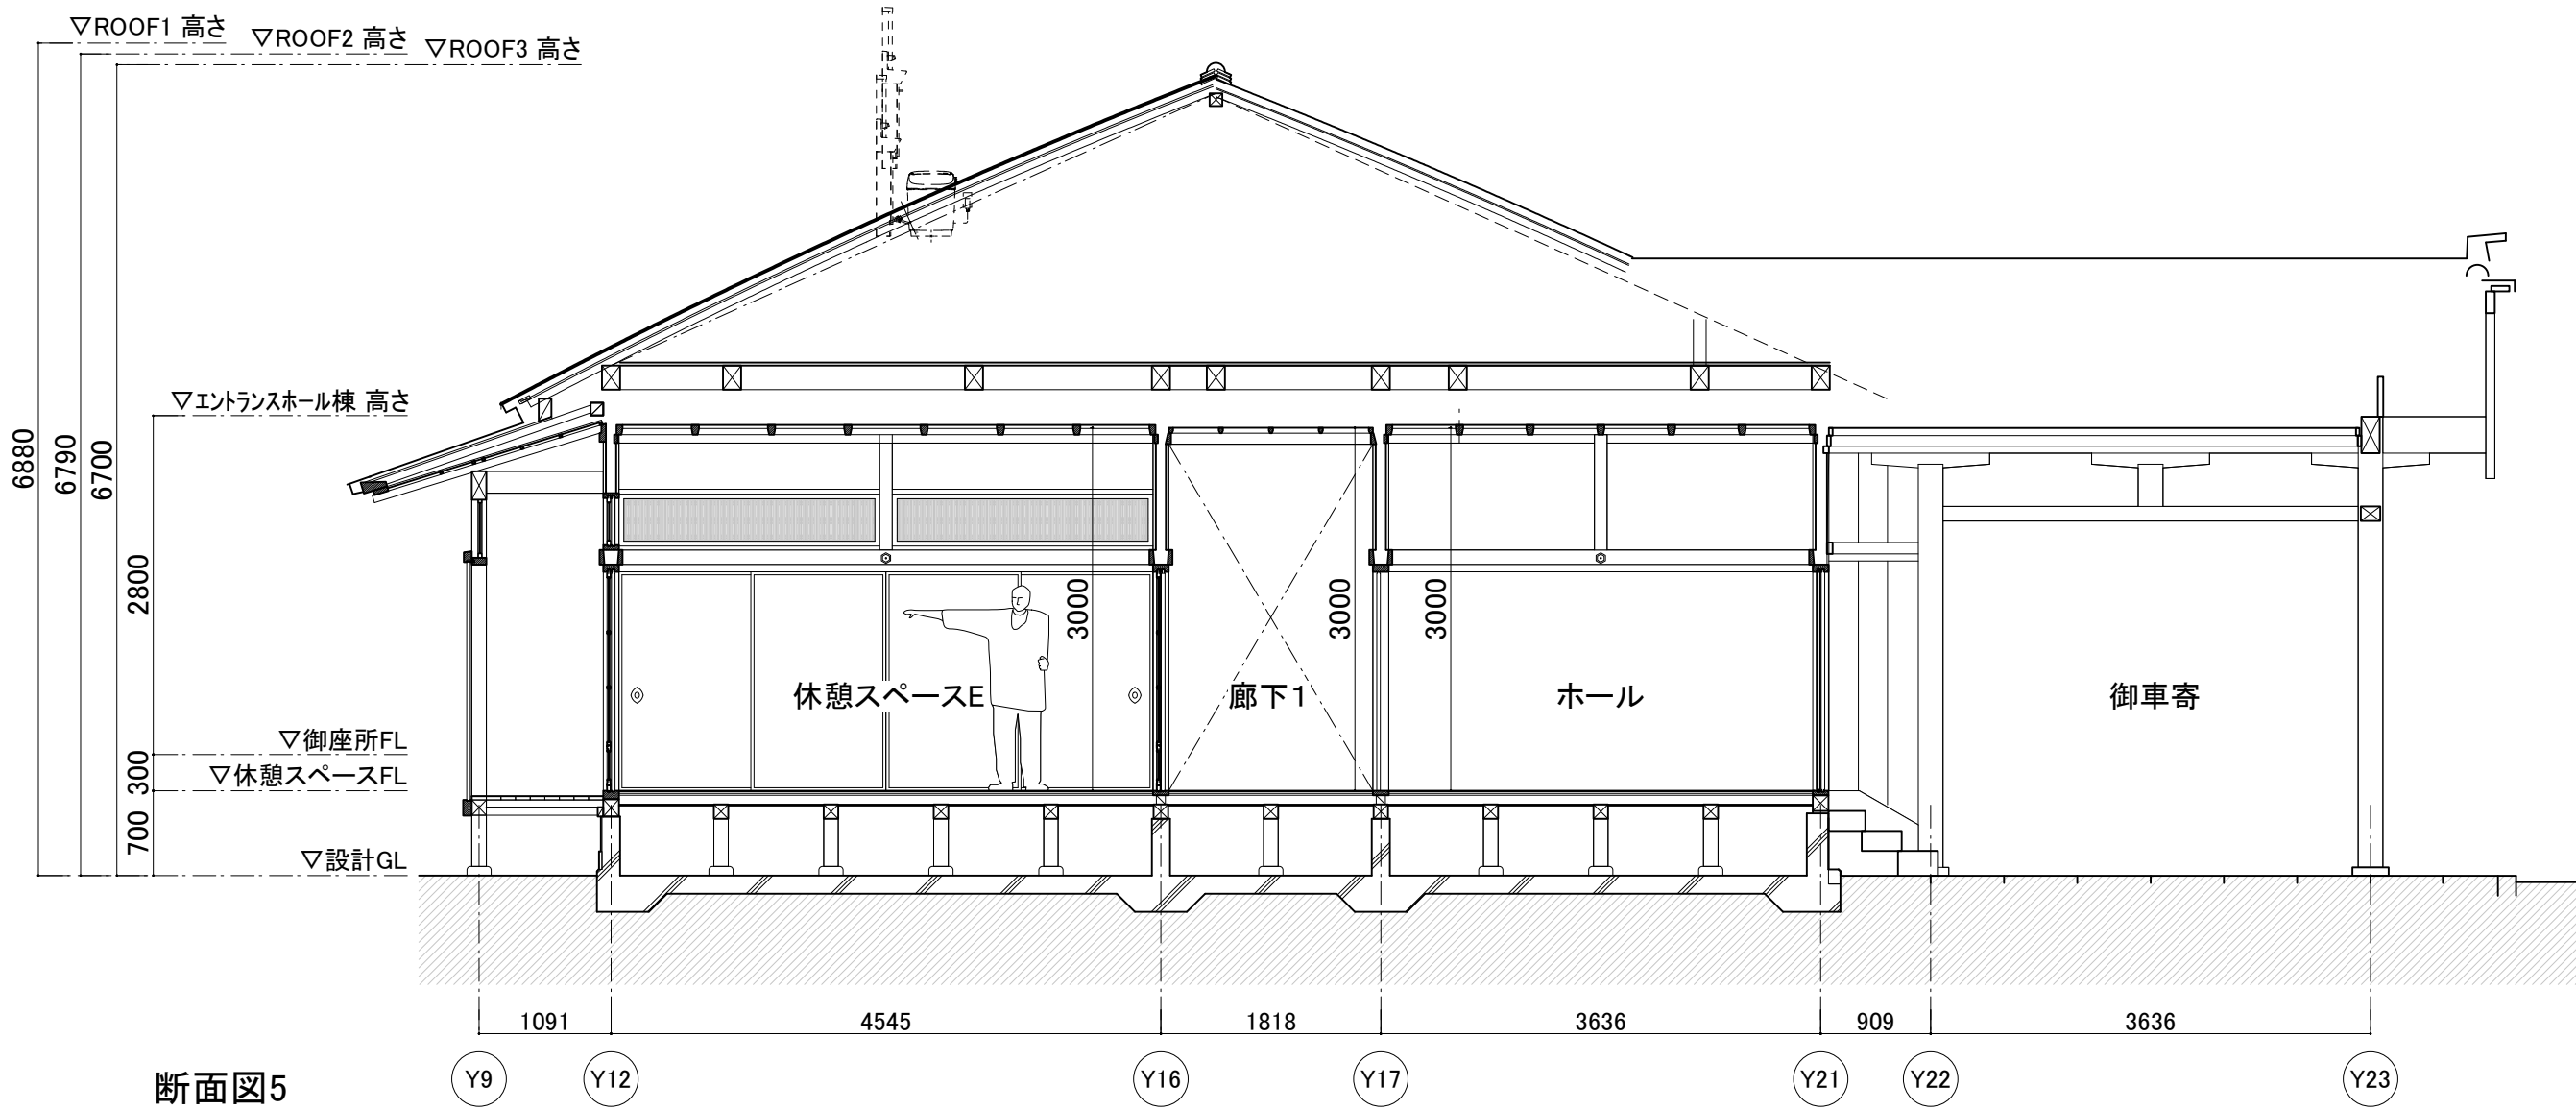 ▽ROOF1 高さ
▽ROOF2 高さ
▽ROOF3 高さ
▽エントランスホール棟 高さ
6880
6790
6700
2800
300
700
▽御座所FL
▽休憩スペースFL
▽設計GL
3000
3000
3000
休憩スペースE
廊下1
ホール
御車寄
1091
4545
1818
3636
909
3636
Y9
Y12
Y16
Y17
Y21
Y22
Y23
断面図5